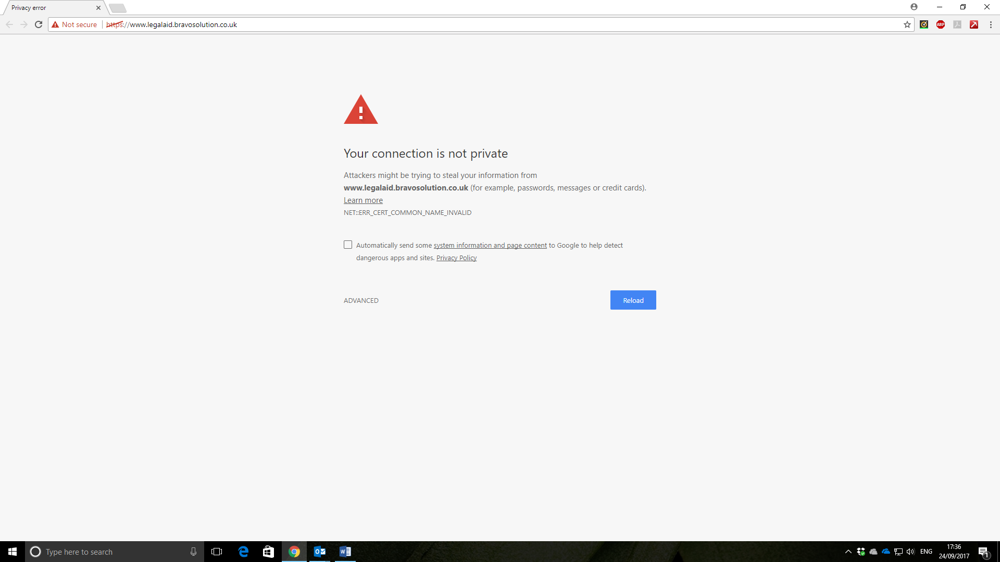 Privacy error
Not secure https://www.legalaid.bravosolution.co.uk
ABP
Your connection is not private
Attackers might be trying to steal your information from
www.legalaid.bravosolution.co.uk (for example, passwords, messages or credit cards).
Learn more
NET::ERR_CERT_COMMON_NAME_INVALID
Automatically send some system information and page content to Google to help detect
dangerous apps and sites. Privacy Policy
ADVANCED
Reload
Type here to search
ENG
17:36
24/09/2017
1